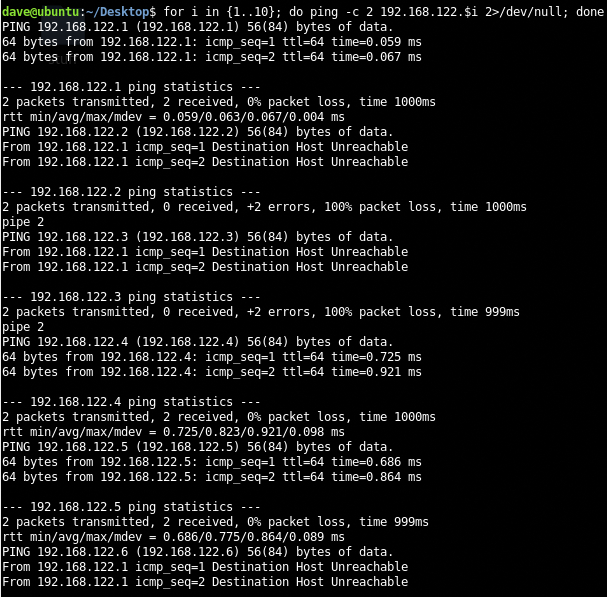 dave@ubuntu:~/Desktop$ for i in {1..10}; do ping -c 2 192.168.122.$i 2>/dev/null; done
PING 192.168.122.1 (192.168.122.1) 56(84) bytes of data.
64 bytes from 192.168.122.1: icmp_seq=1 ttl=64 time=0.059 ms
64 bytes from 192.168.122.1: icmp_seq=2 ttl=64 time=0.067 ms

--- 192.168.122.1 ping statistics ---
2 packets transmitted, 2 received, 0% packet loss, time 1000ms
rtt min/avg/max/mdev = 0.059/0.063/0.067/0.004 ms
PING 192.168.122.2 (192.168.122.2) 56(84) bytes of data.
From 192.168.122.1 icmp_seq=1 Destination Host Unreachable
From 192.168.122.1 icmp_seq=2 Destination Host Unreachable

--- 192.168.122.2 ping statistics ---
2 packets transmitted, 0 received, +2 errors, 100% packet loss, time 1000ms
pipe 2
PING 192.168.122.3 (192.168.122.3) 56(84) bytes of data.
From 192.168.122.1 icmp_seq=1 Destination Host Unreachable
From 192.168.122.1 icmp_seq=2 Destination Host Unreachable

--- 192.168.122.3 ping statistics ---
2 packets transmitted, 0 received, +2 errors, 100% packet loss, time 999ms
pipe 2
PING 192.168.122.4 (192.168.122.4) 56(84) bytes of data.
64 bytes from 192.168.122.4: icmp_seq=1 ttl=64 time=0.725 ms
64 bytes from 192.168.122.4: icmp_seq=2 ttl=64 time=0.921 ms

--- 192.168.122.4 ping statistics ---
2 packets transmitted, 2 received, 0% packet loss, time 1000ms
rtt min/avg/max/mdev = 0.725/0.823/0.921/0.098 ms
PING 192.168.122.5 (192.168.122.5) 56(84) bytes of data.
64 bytes from 192.168.122.5: icmp_seq=1 ttl=64 time=0.686 ms
64 bytes from 192.168.122.5: icmp_seq=2 ttl=64 time=0.864 ms

--- 192.168.122.5 ping statistics ---
2 packets transmitted, 2 received, 0% packet loss, time 999ms
rtt min/avg/max/mdev = 0.686/0.775/0.864/0.089 ms
PING 192.168.122.6 (192.168.122.6) 56(84) bytes of data.
From 192.168.122.1 icmp_seq=1 Destination Host Unreachable
From 192.168.122.1 icmp_seq=2 Destination Host Unreachable